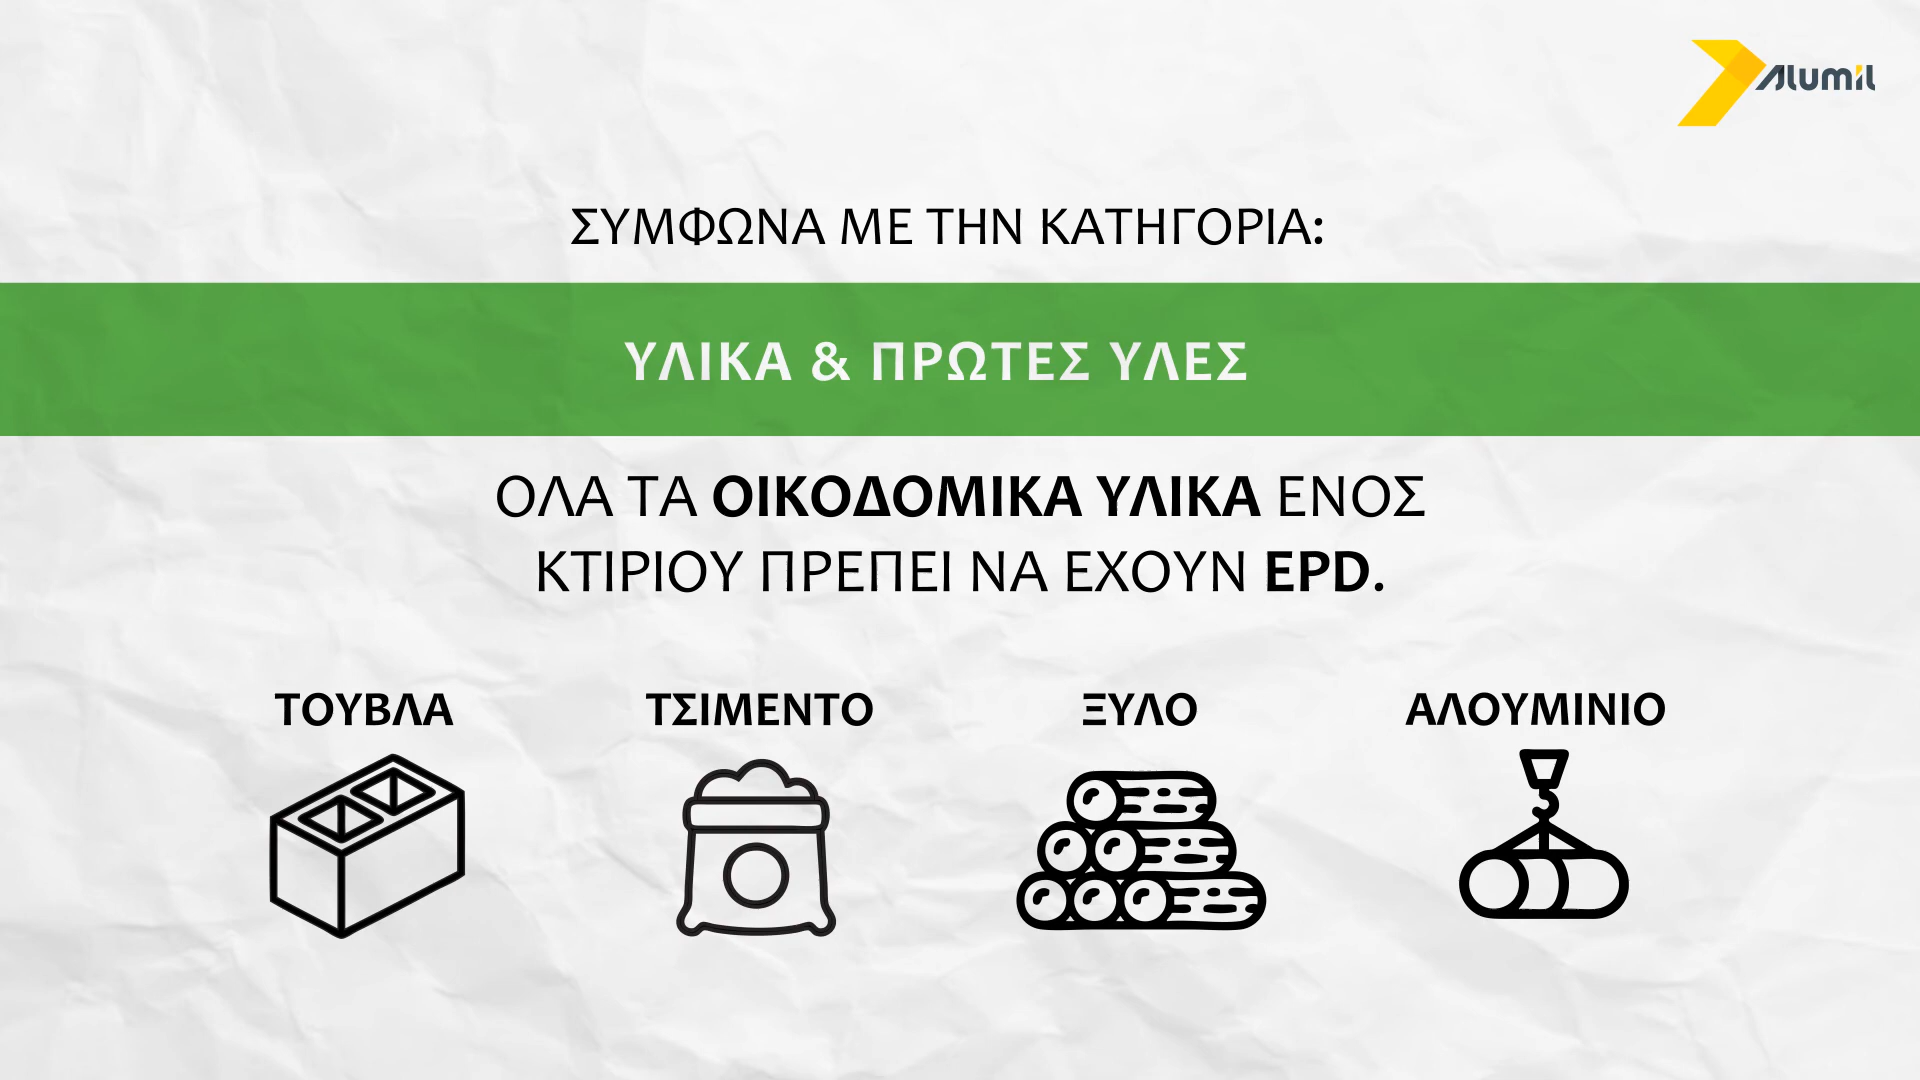 Alumil
ΣΥΜΦΩΝΑ ΜΕ ΤΗΝ ΚΑΤΗΓΟΡΙΑ:
ΥΛΙΚΑ & ΠΡΩΤΕΣ ΥΛΕΣ
ΟΛΑ ΤΑ ΟΙΚΟΔΟΜΙΚΑ ΥΛΙΚΑ ΕΝΟΣ
ΚΤΙΡΙΟΥ ΠΡΕΠΕΙ ΝΑ ΕΧΟΥΝ EPD.
ΤΟΥΒΛΑ
ΤΣΙΜΕΝΤΟ
ΞΥΛΟ
ΑΛΟΥΜΙΝΙΟ